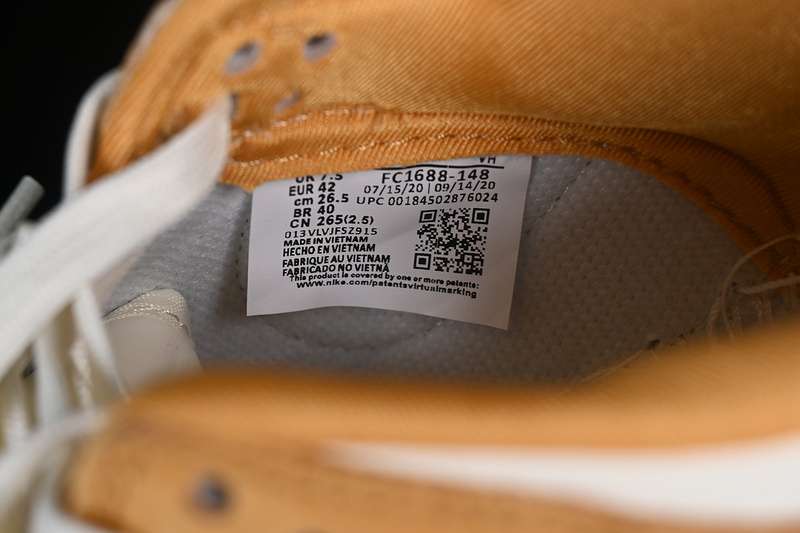 VH
UK 7.5 FC1688-148
EUR 42 07/15/20 | 09/14/20
cm 26.5 UPC 00184502876024
BR 40
CN 265(2.5)
013VLVJFSZ915
MADE IN VIETNAM
HECHO EN VIETNAM
FABRIQUE AU VIETNAM
FABRICADO NO VIETNÃ
This product is covered by one or more patents:
www.nike.com/patentsvirtualmarking